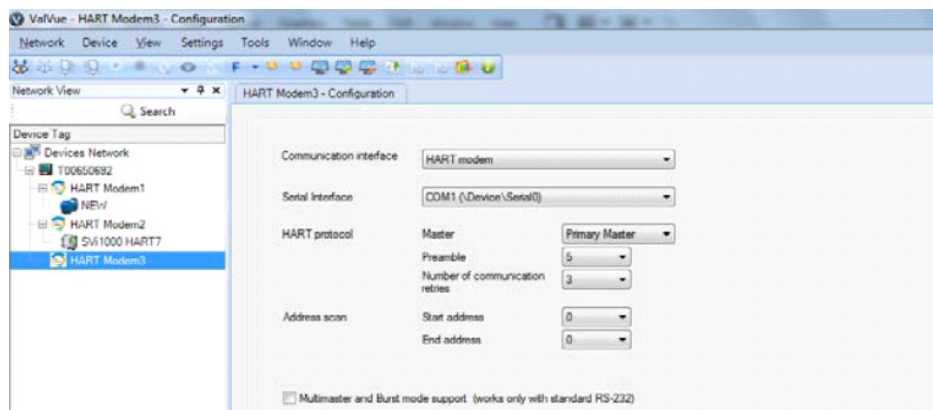 ValVue - HART Modem3 - Configuration
Network Device View Settings Tools Window Help
F
Network View
HART Modem3 - Configuration
Search
Device Tag
Devices Network
T00650692
HART Modem1
NEW
HART Modem2
SVi1000 HART7
HART Modem3
Communication interface HART modem
Serial Interface COM1 (\Device\Serial0)
HART protocol Master Primary Master
Preamble 5
Number of communication
retries 3
Address scan Start address 0
End address 0
Multimaster and Burst mode support (works only with standard RS-232)